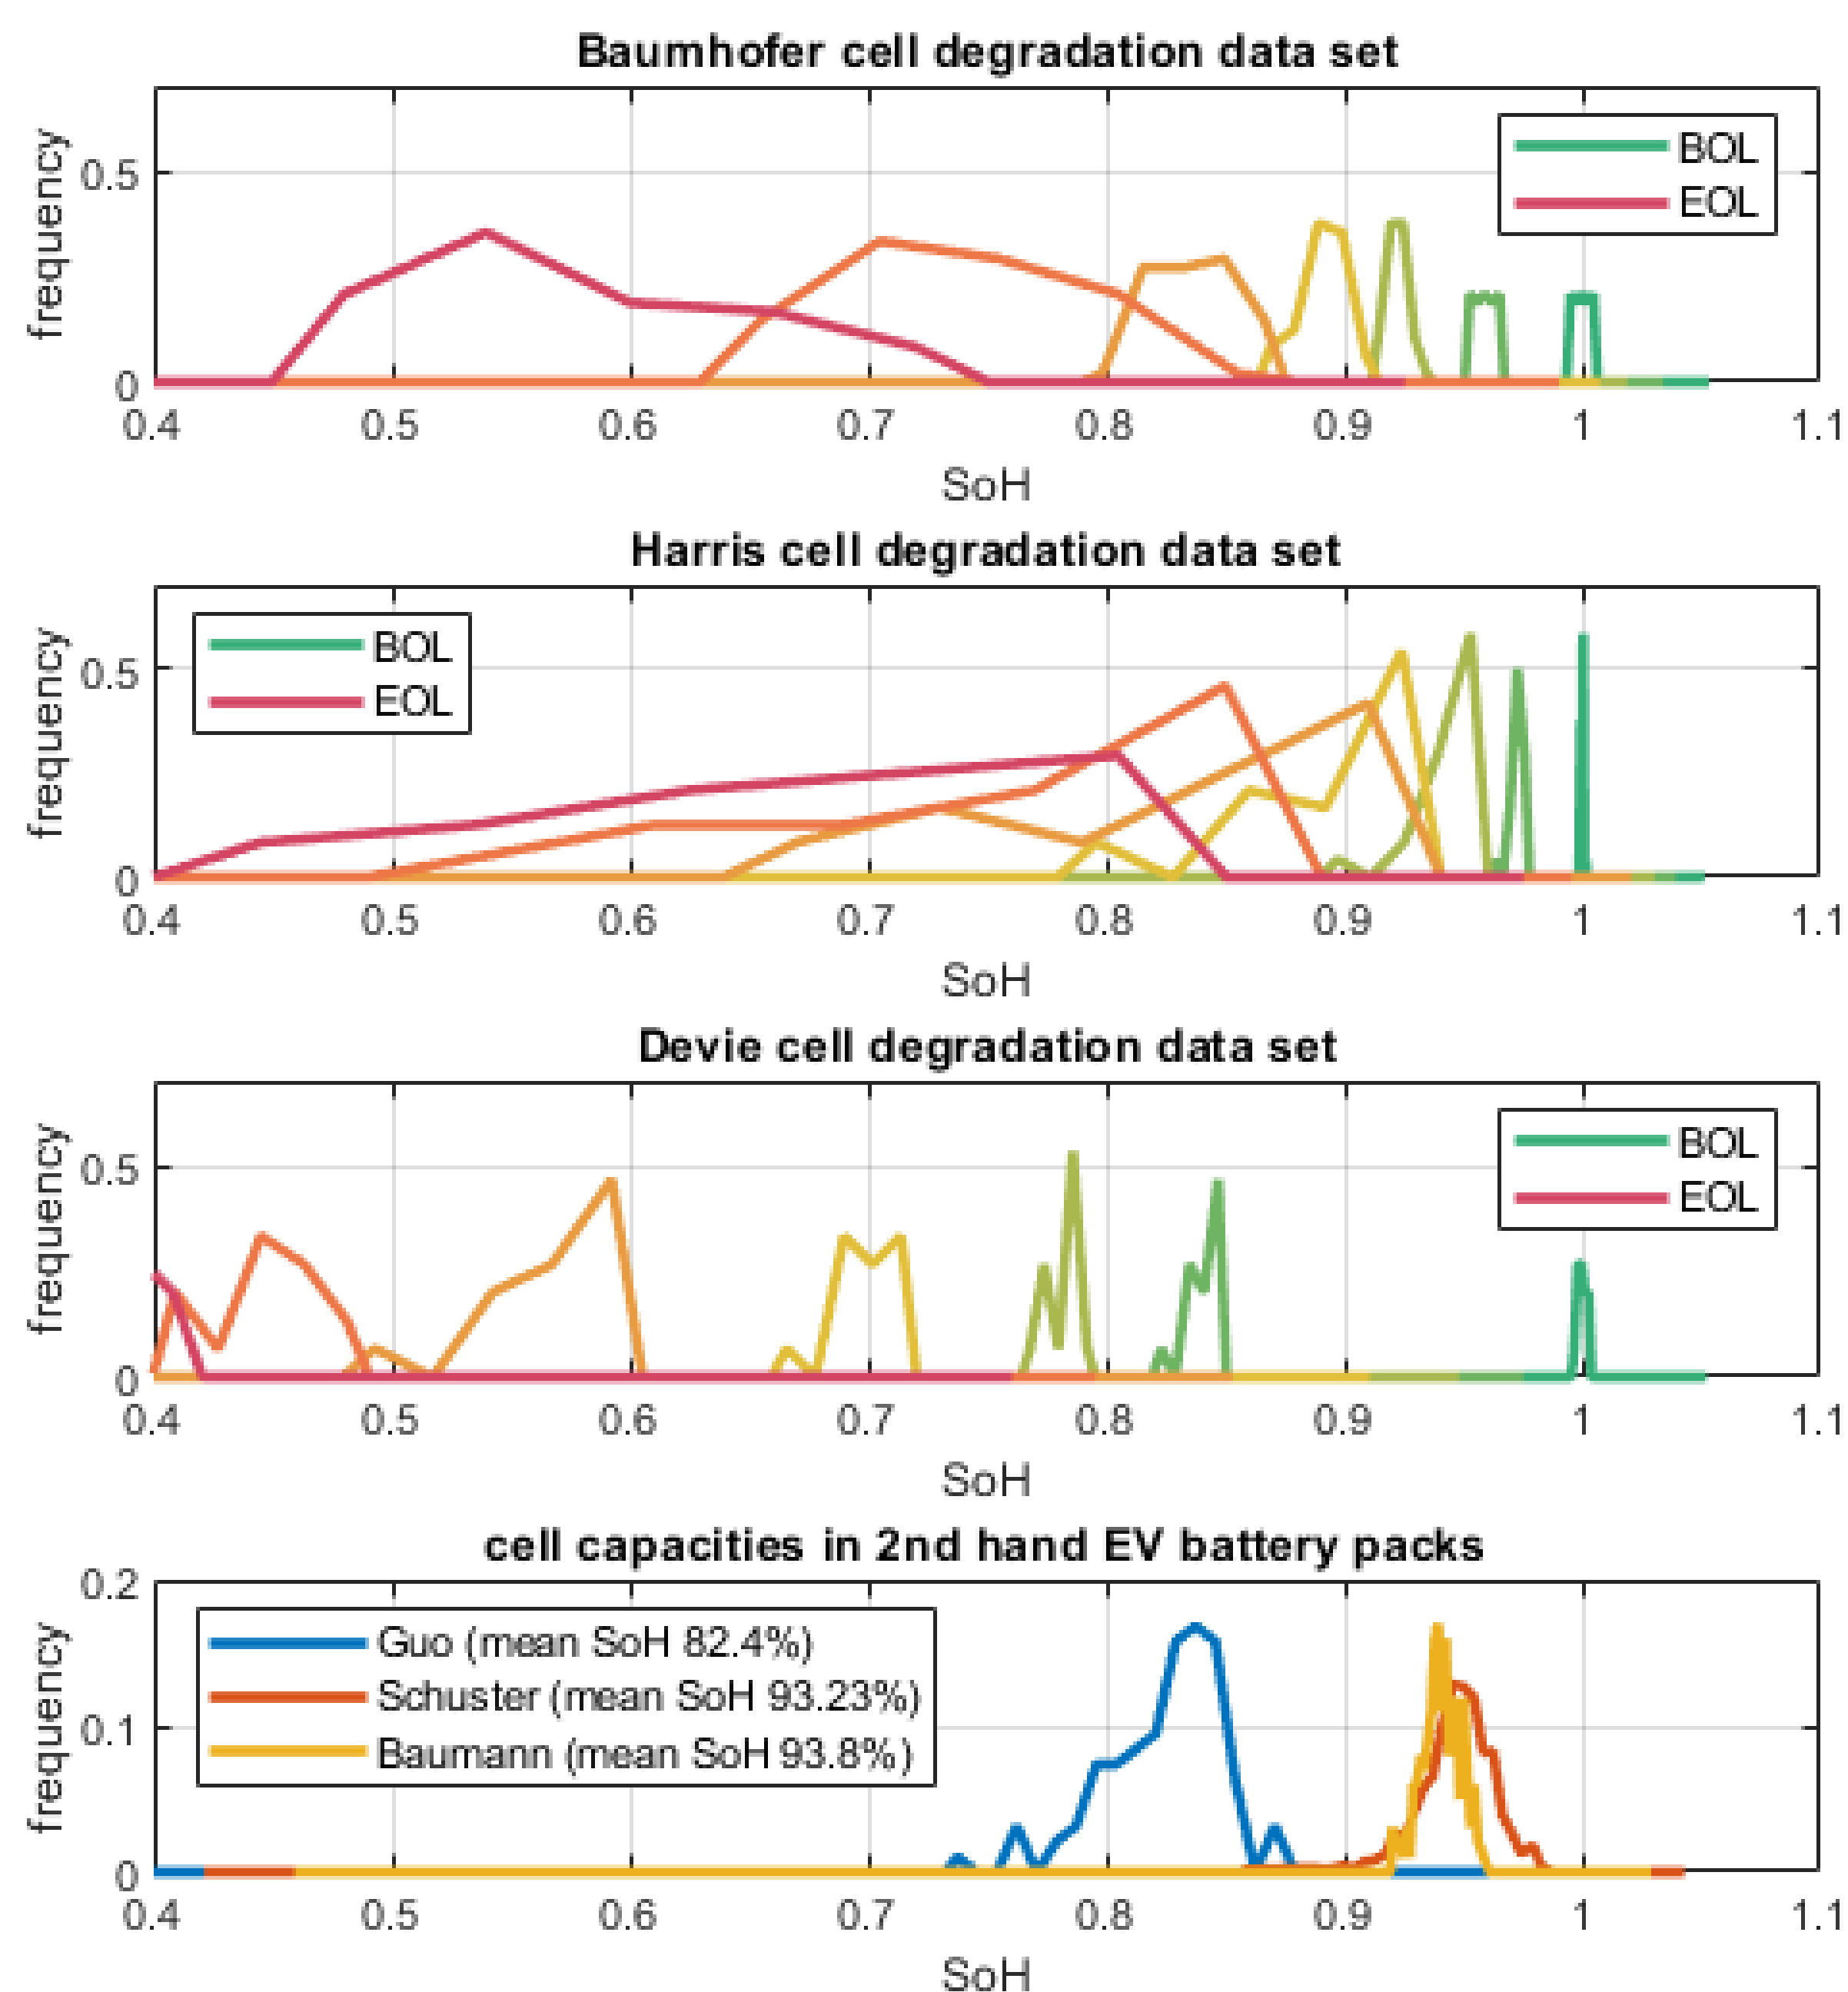 Baumhofer cell degradation data set
frequency
0.5
0
BOL
EOL
0.4 0.5 0.6 0.7 0.8 0.9 1 1.1
SoH
Harris cell degradation data set
frequency
0.5
0
BOL
EOL
0.4 0.5 0.6 0.7 0.8 0.9 1 1.1
SoH
Devie cell degradation data set
frequency
0.5
0
BOL
EOL
0.4 0.5 0.6 0.7 0.8 0.9 1 1.1
SoH
cell capacities in 2nd hand EV battery packs
frequency
0.2
0.1
0
Guo (mean SoH 82.4%)
Schuster (mean SoH 93.23%)
Baumann (mean SoH 93.8%)
0.4 0.5 0.6 0.7 0.8 0.9 1 1.1
SoH